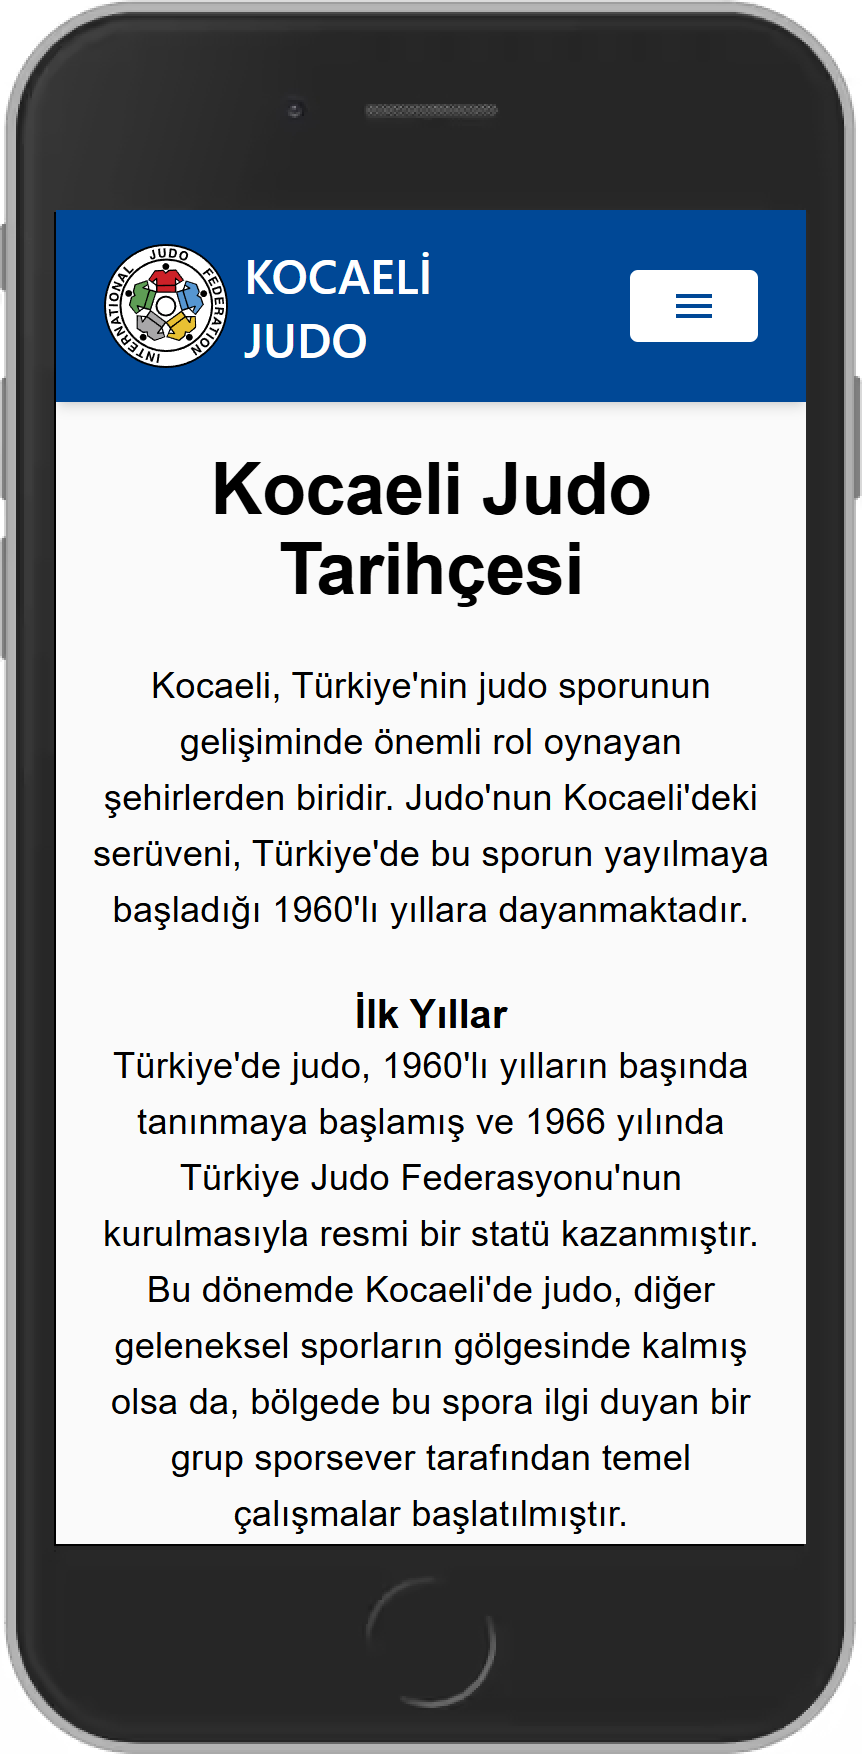 INTERNATIONAL JUDO FEDERATION
KOCAELİ
JUDO
Kocaeli Judo
Tarihçesi
Kocaeli, Türkiye'nin judo sporunun
gelişiminde önemli rol oynayan
şehirlerden biridir. Judo'nun Kocaeli'deki
serüveni, Türkiye'de bu sporun yayılmaya
başladığı 1960'lı yıllara dayanmaktadır.
İlk Yıllar
Türkiye'de judo, 1960'lı yılların başında
tanınmaya başlamış ve 1966 yılında
Türkiye Judo Federasyonu'nun
kurulmasıyla resmi bir statü kazanmıştır.
Bu dönemde Kocaeli'de judo, diğer
geleneksel sporların gölgesinde kalmış
olsa da, bölgede bu spora ilgi duyan bir
grup sporsever tarafından temel
çalışmalar başlatılmıştır.